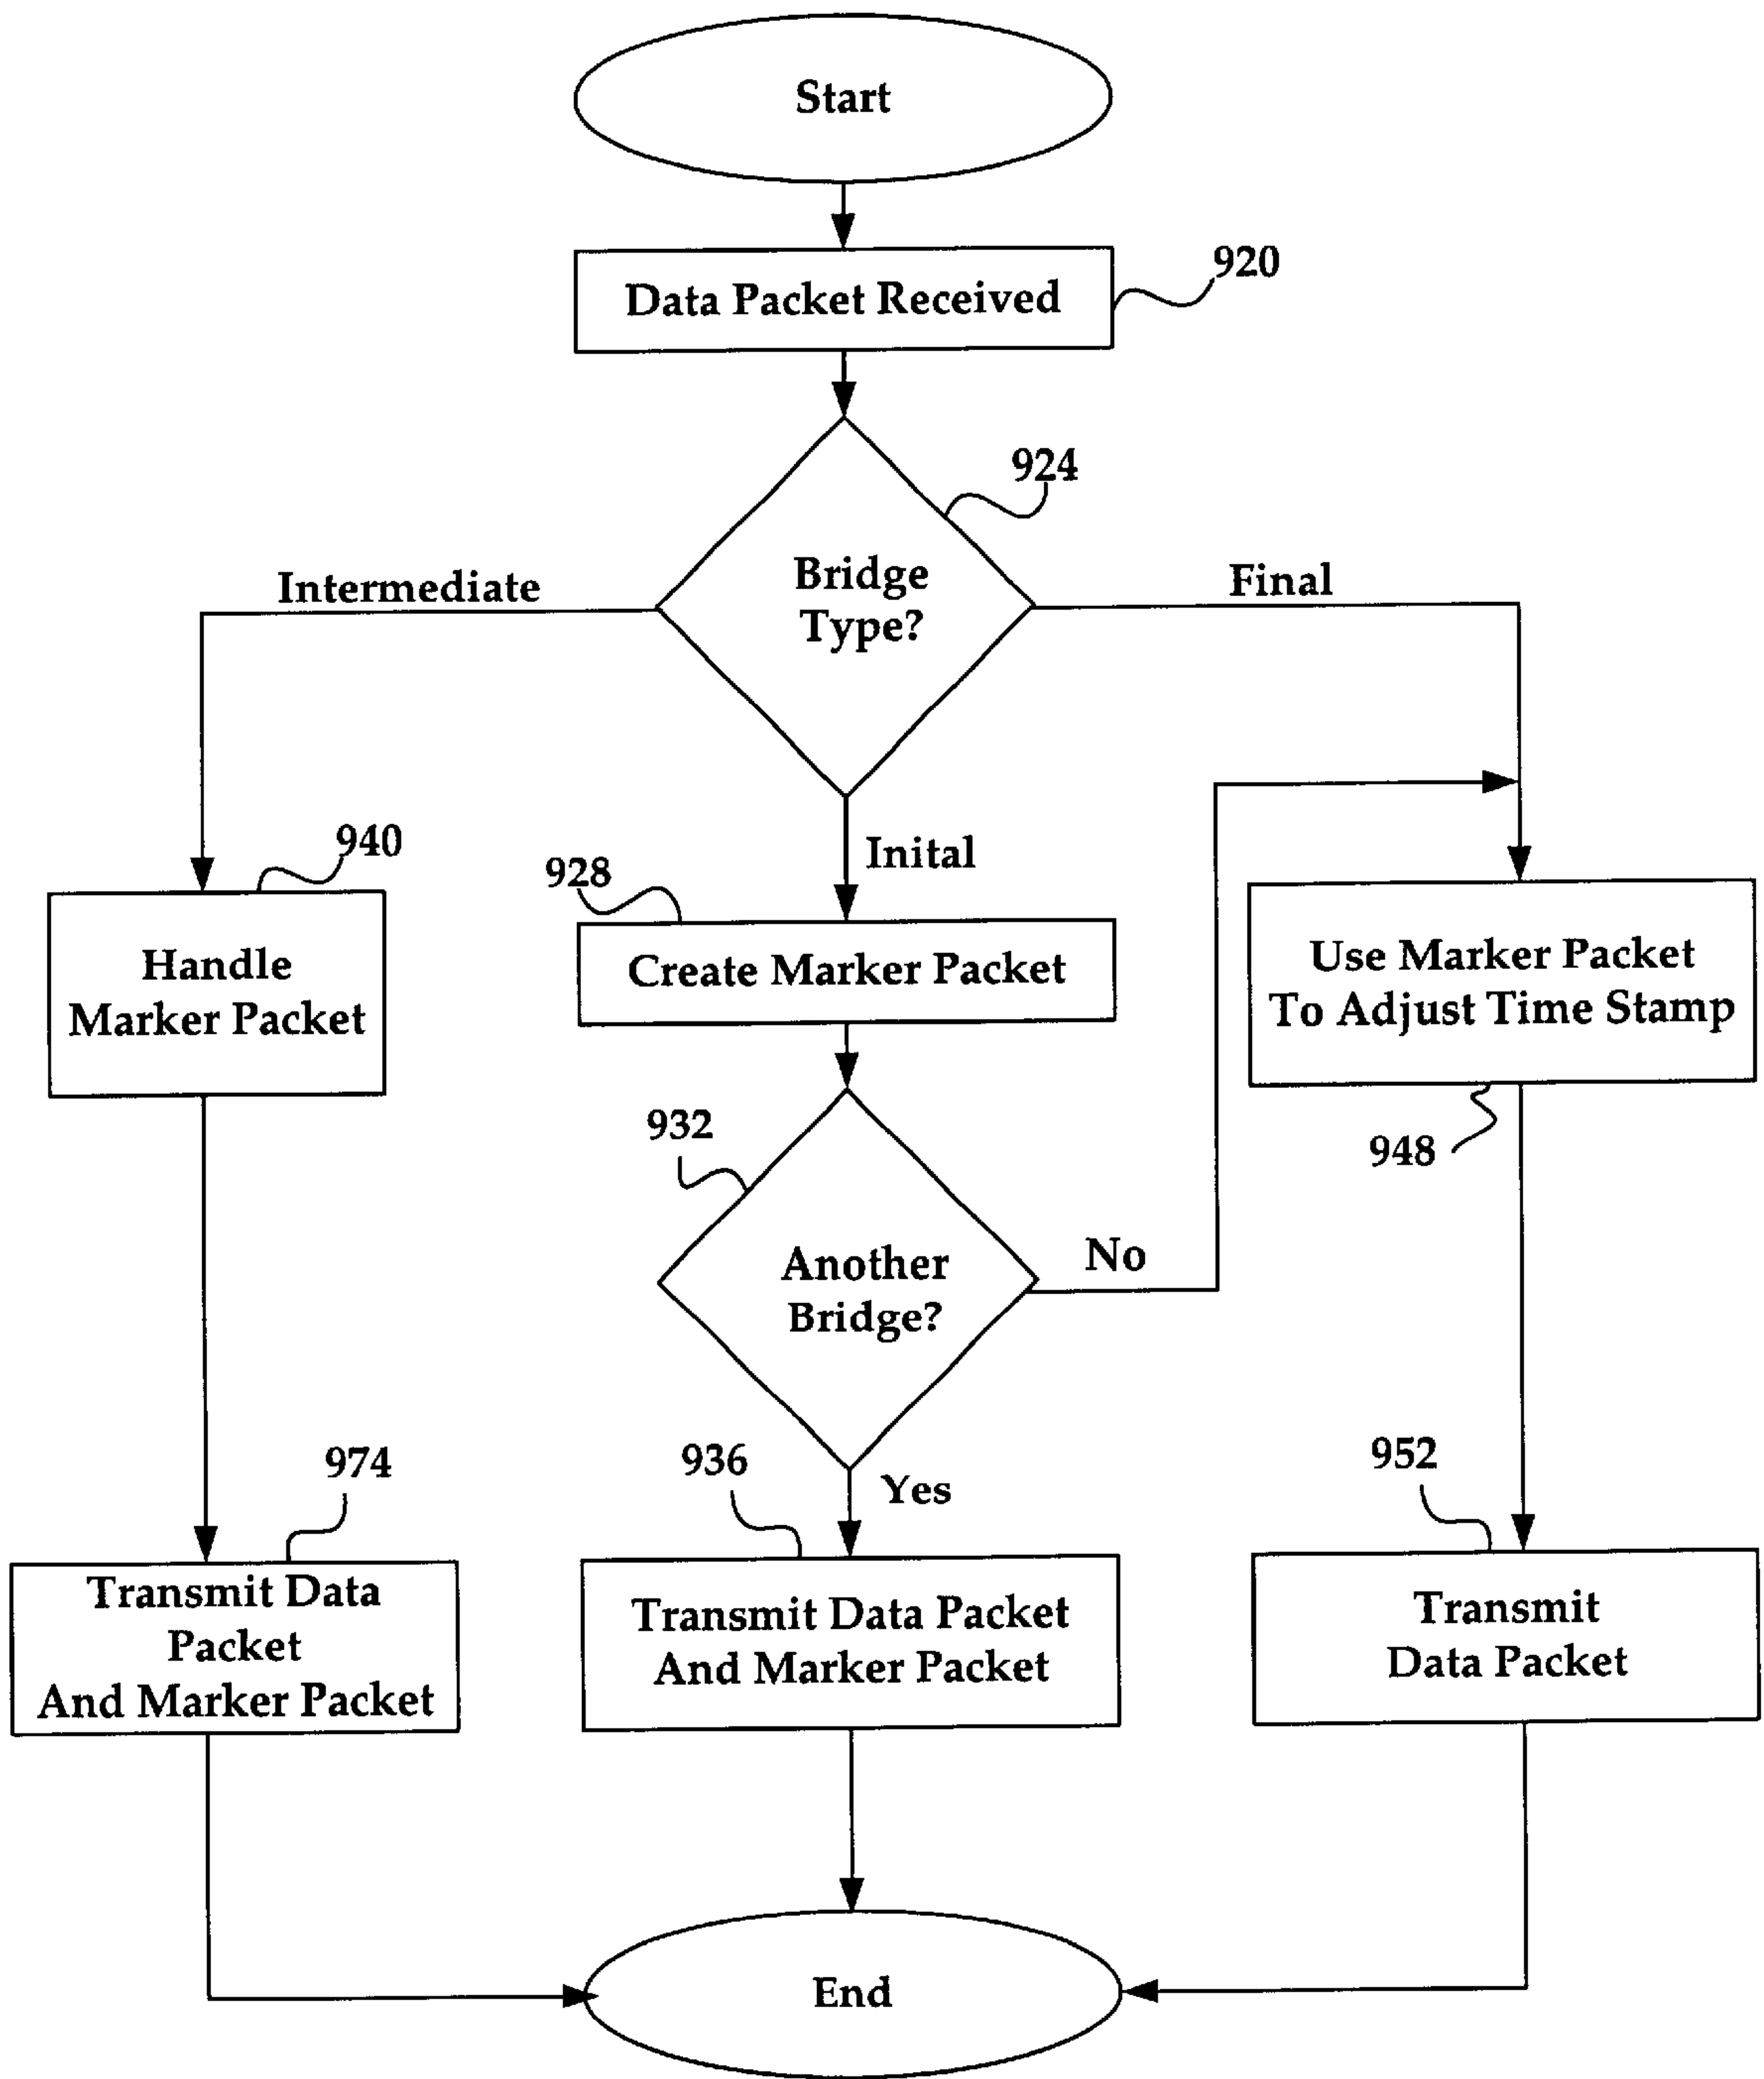 Start
Data Packet Received
920
924
Bridge
Type?
Intermediate
Final
Inital
940
928
Handle
Marker Packet
Create Marker Packet
Use Marker Packet
To Adjust Time Stamp
932
948
Another
Bridge?
No
Yes
974
936
952
Transmit Data
Packet
And Marker Packet
Transmit Data Packet
And Marker Packet
Transmit
Data Packet
End